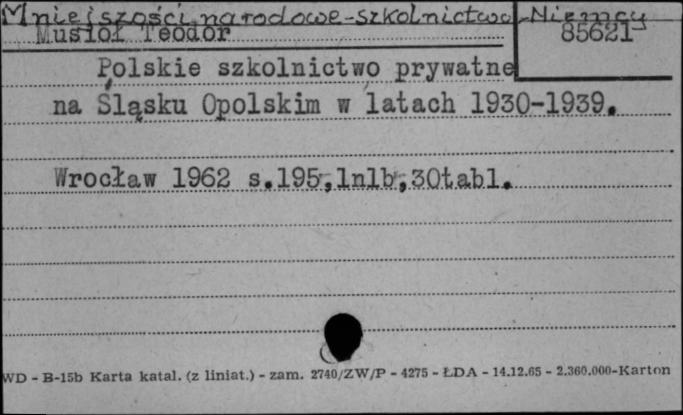 Mniejszości narodowe-szkolnictwo Niemcy
Musioł Teodor 85621
Polskie szkolnictwo prywatne
na Śląsku Opolskim w latach 1930-1939.
Wrocław 1962 s.195,1nlb,30tabl.
WD - B-15b Karta katal. (z liniat.) - zam. 2740/ZW/P - 4275 - ŁDA - 14.12.65 - 2.360.000-Karton